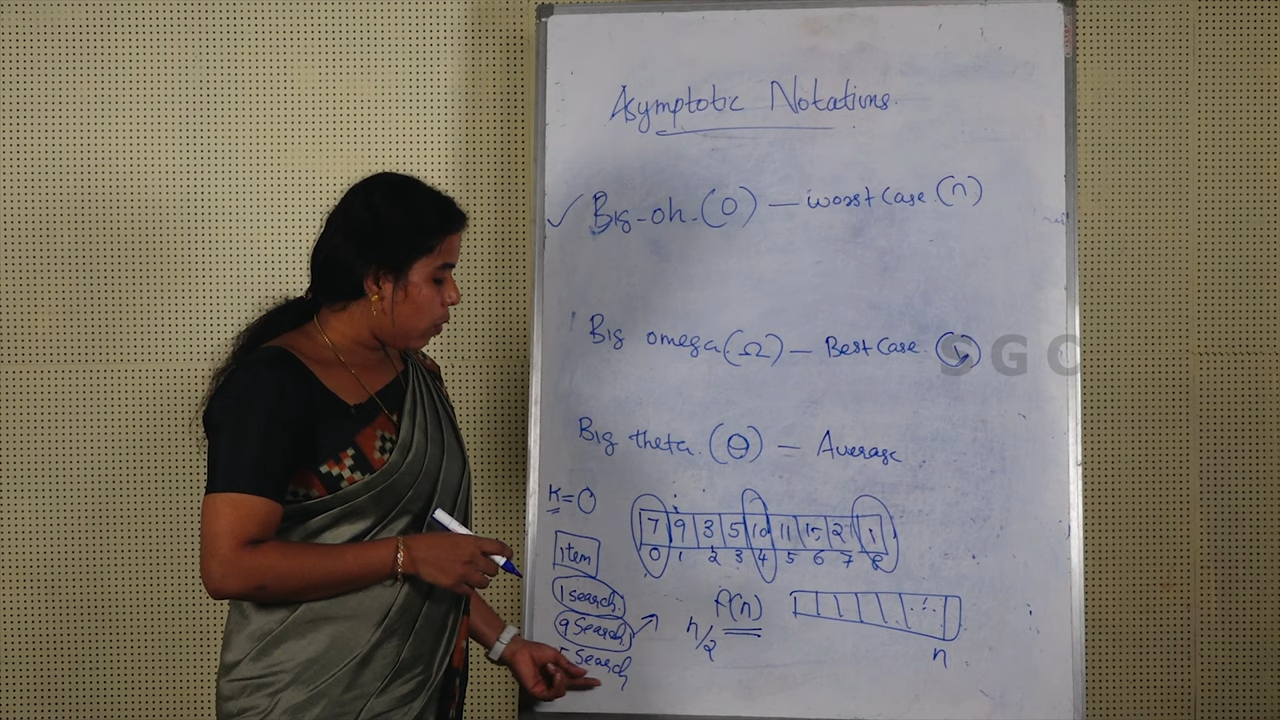 Asymptotic Notations.
✓ Big-oh. (O) — worst case. (n)
Big omega (Ω) — Best Case. (1)
SGC
Big theta. (Θ) — Average
K=0
7 9 3 5 10 11 15 21 1
0 1 2 3 4 5 6 7 8
item
1 search.
9 search.
5 search
f(n)
n/2
n